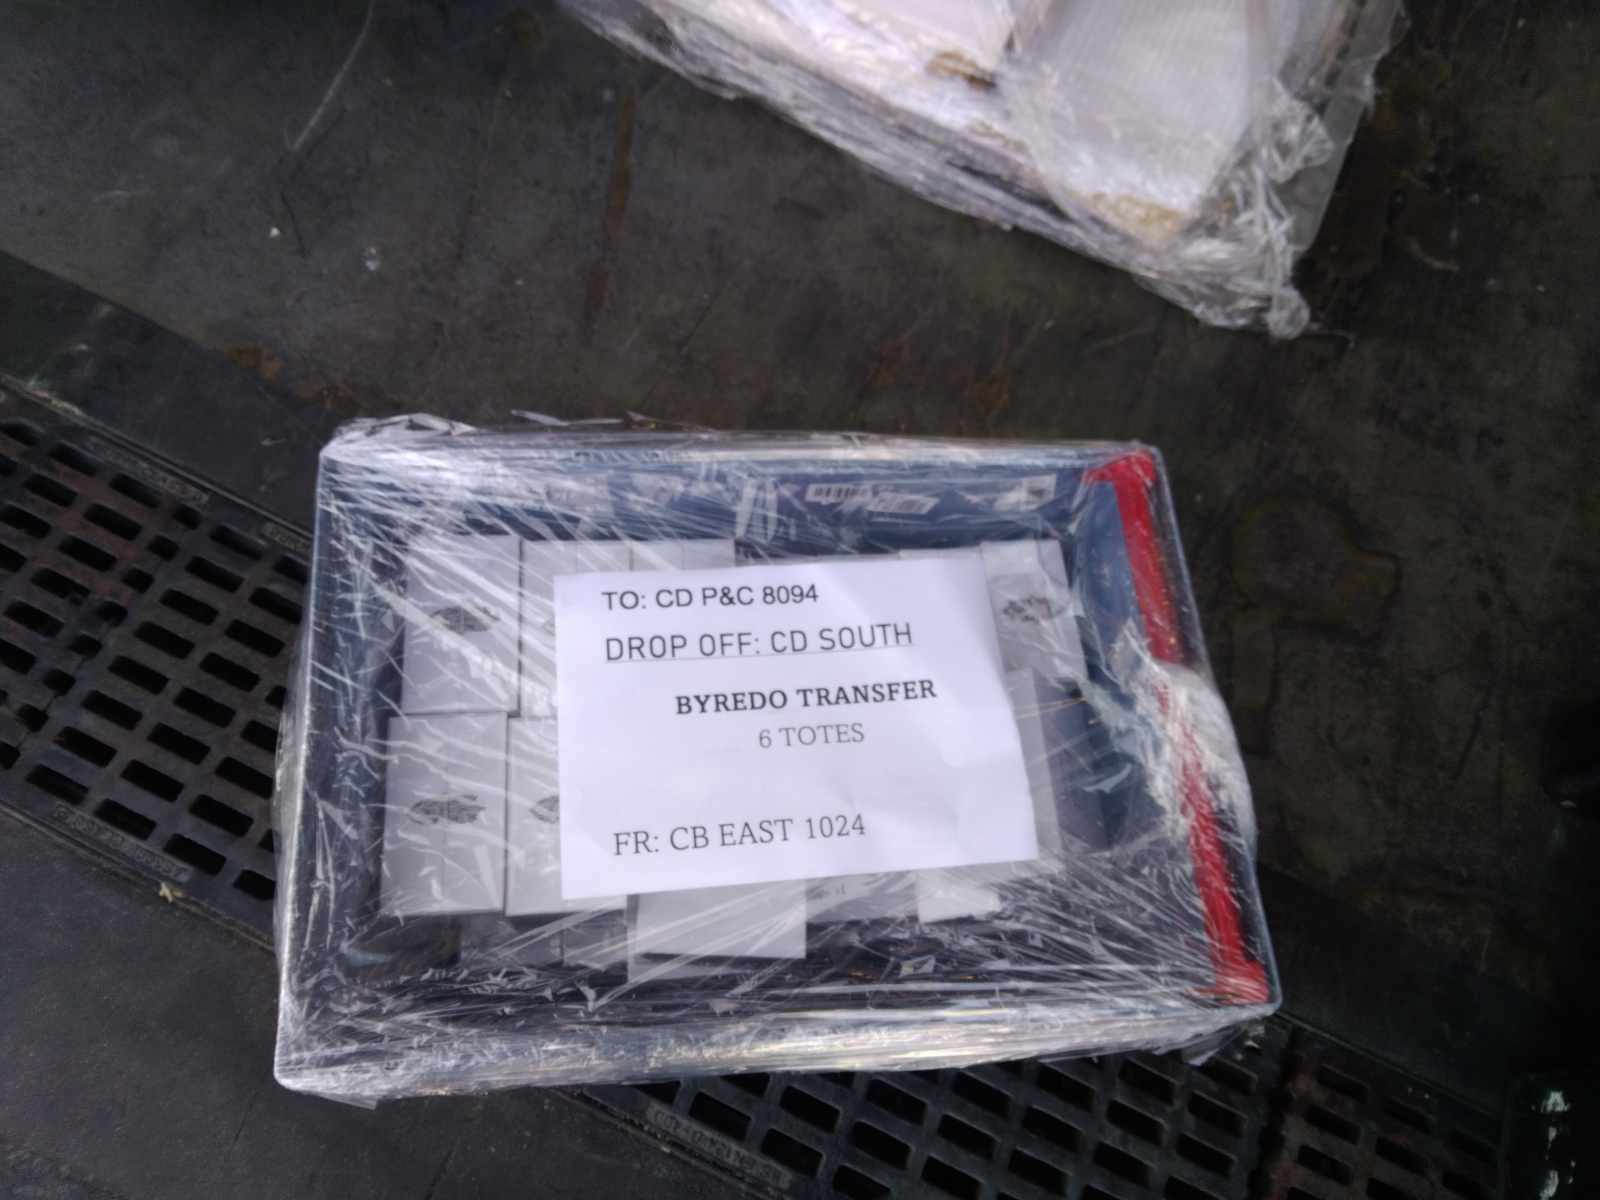 TO: CD P&C 8094
DROP OFF: CD SOUTH
BYREDO TRANSFER
6 TOTES
FR: CB EAST 1024